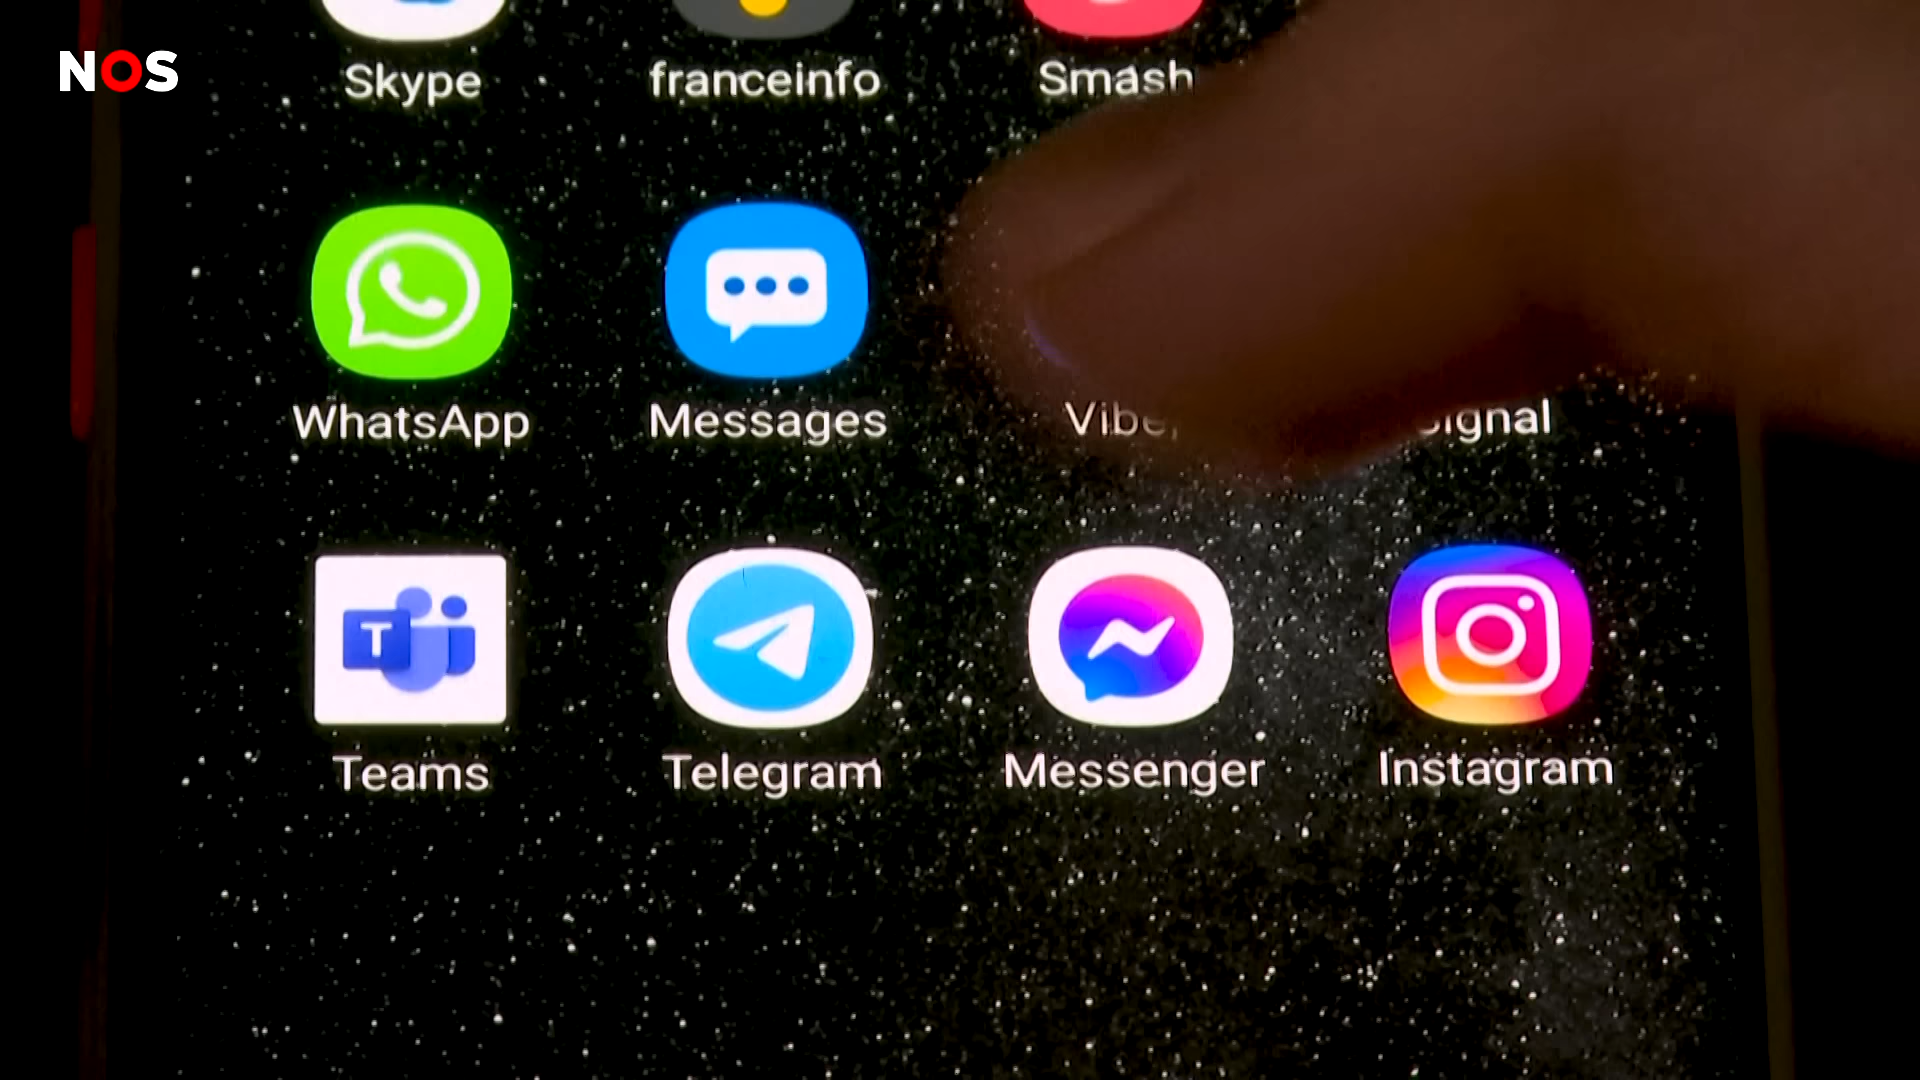 NOS
Skype
franceinfo
Smash
WhatsApp
Messages
Teams
Telegram
Messenger
Instagram